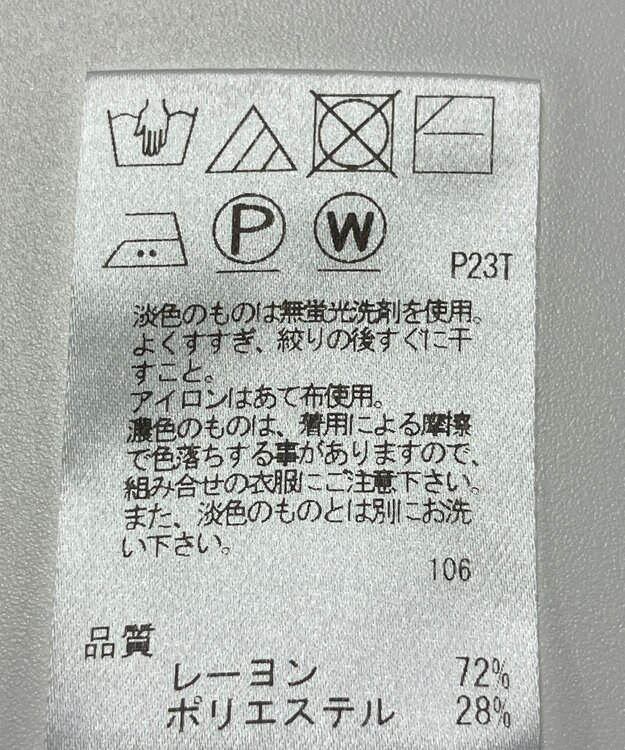 P W
P23T
淡色のものは無蛍光洗剤を使用。
よくすすぎ、絞りの後すぐに干
すこと。
アイロンはあて布使用。
濃色のものは、着用による摩擦
で色落ちする事がありますので、
組み合せの衣服にご注意下さい。
また、淡色のものとは別にお洗
い下さい。
106
品質
レーヨン 72%
ポリエステル 28%